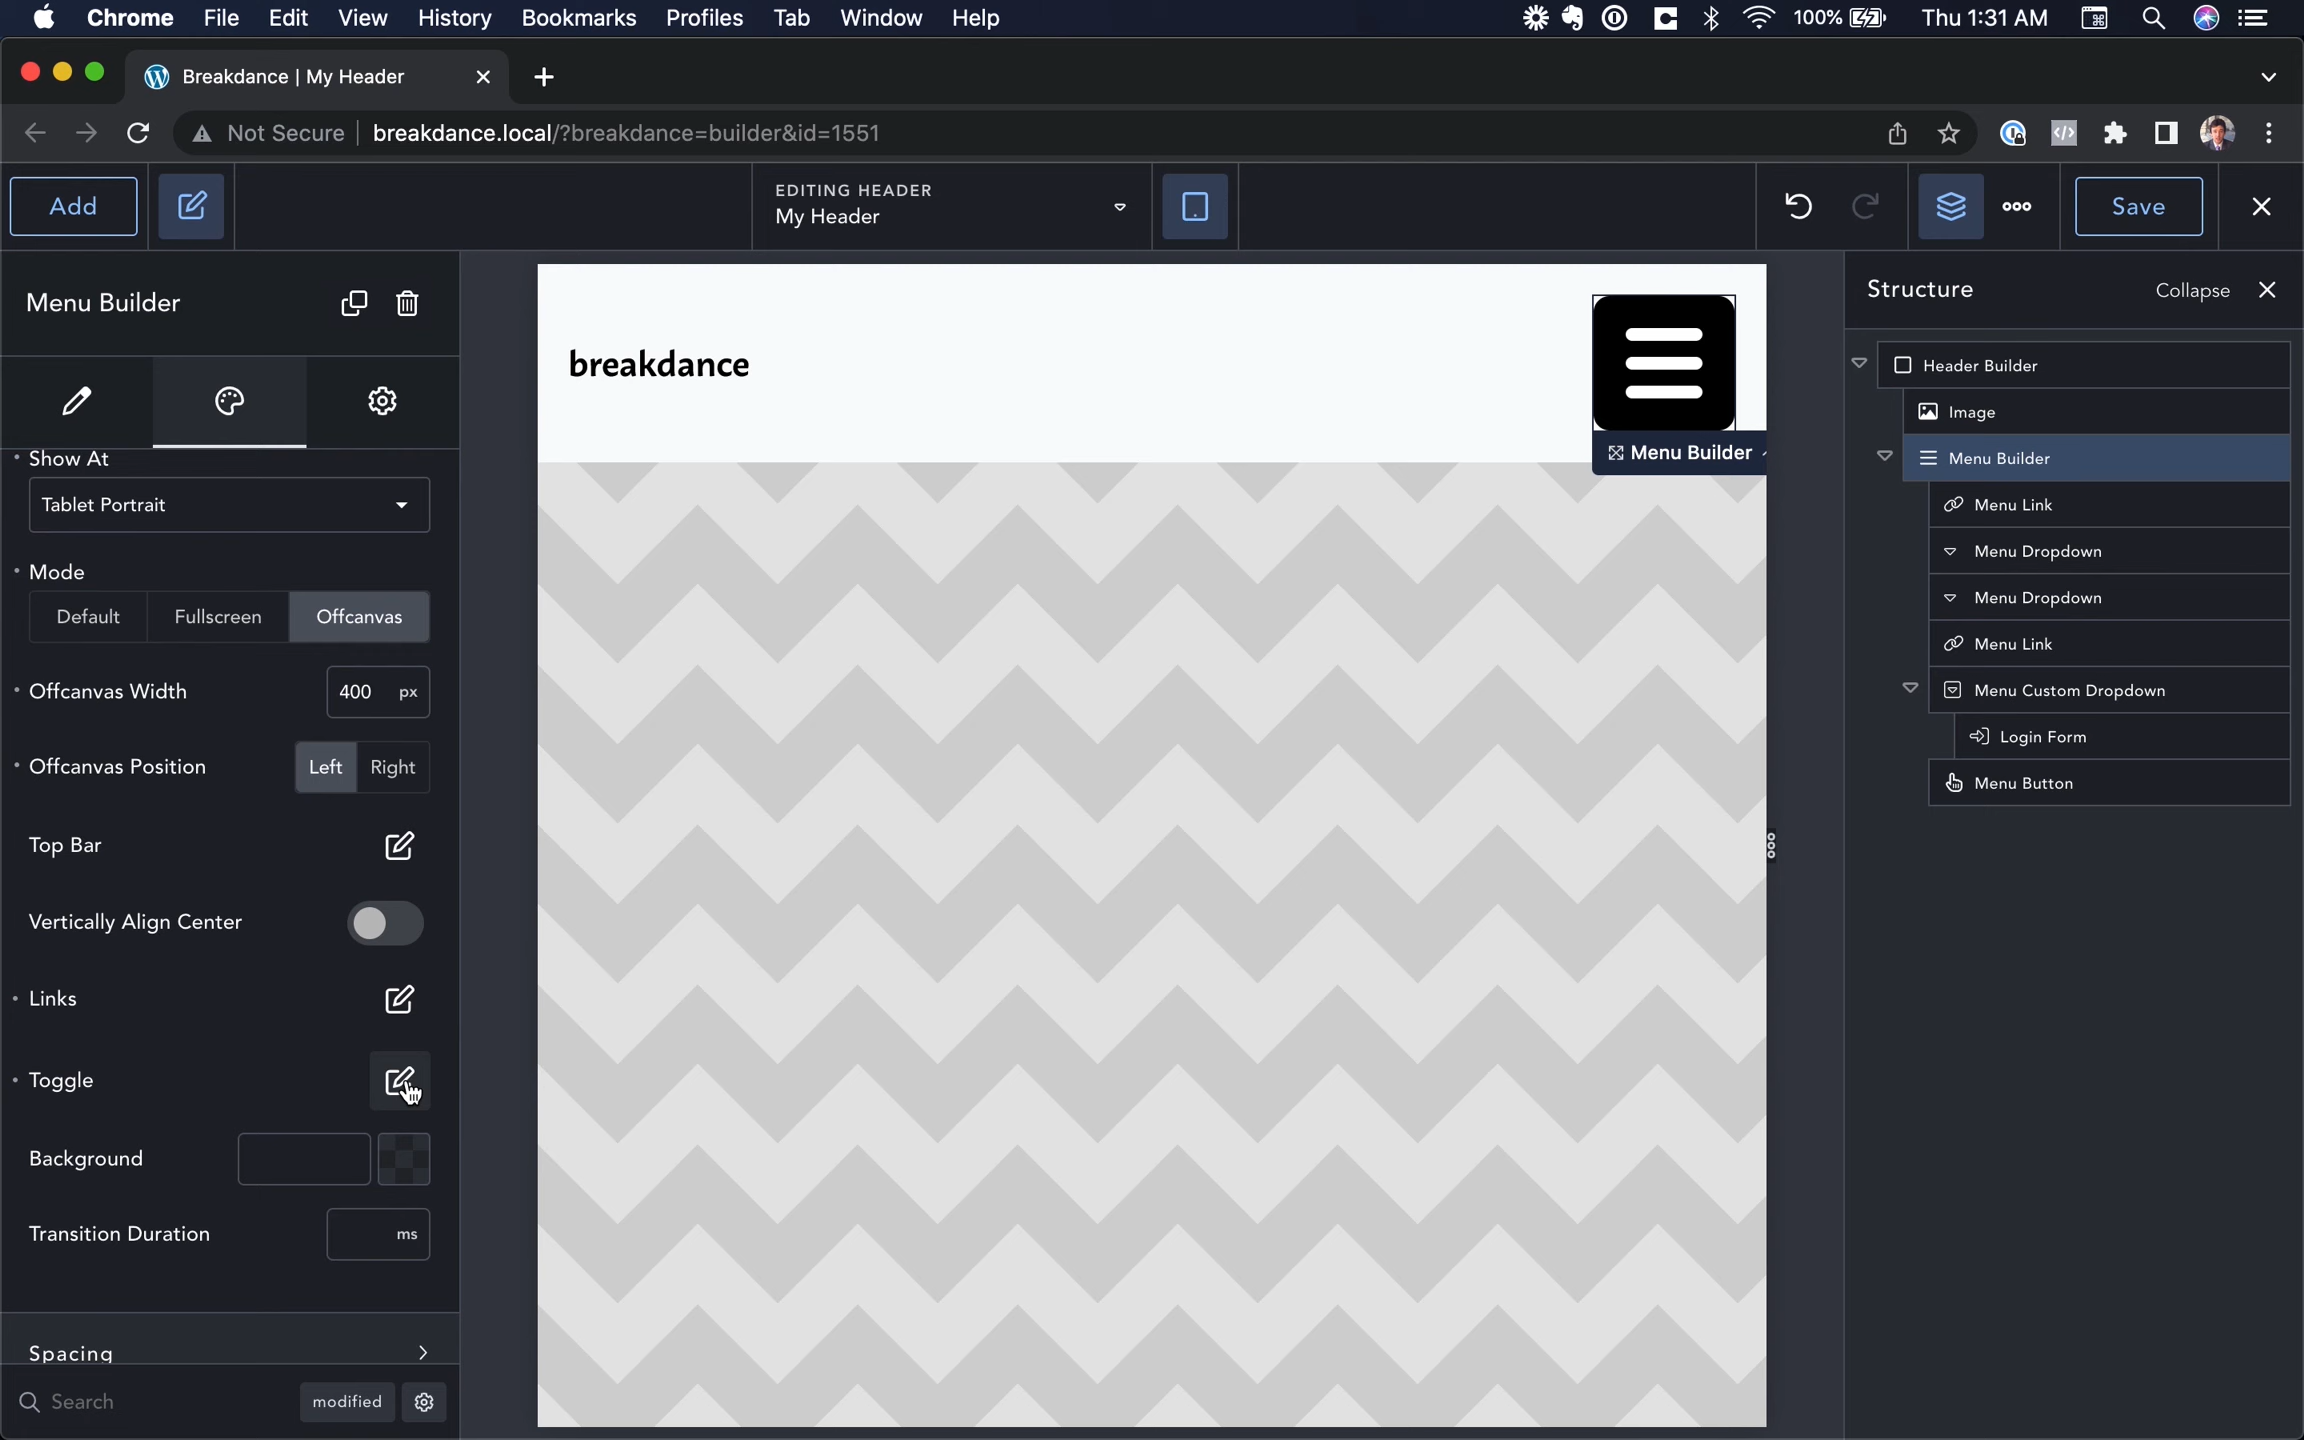 Chrome File Edit View History Bookmarks Profiles Tab Window Help 100% Thu 1:31 AM
Breakdance | My Header
Not Secure breakdance.local/?breakdance=builder&id=1551
Add
EDITING HEADER
My Header
Save
Menu Builder
Show At
Tablet Portrait
Mode
Default Fullscreen Offcanvas
Offcanvas Width 400 px
Offcanvas Position Left Right
Top Bar
Vertically Align Center
Links
Toggle
Background
Transition Duration ms
Spacing
Search modified
breakdance
Menu Builder
Structure Collapse
Header Builder
Image
Menu Builder
Menu Link
Menu Dropdown
Menu Dropdown
Menu Link
Menu Custom Dropdown
Login Form
Menu Button